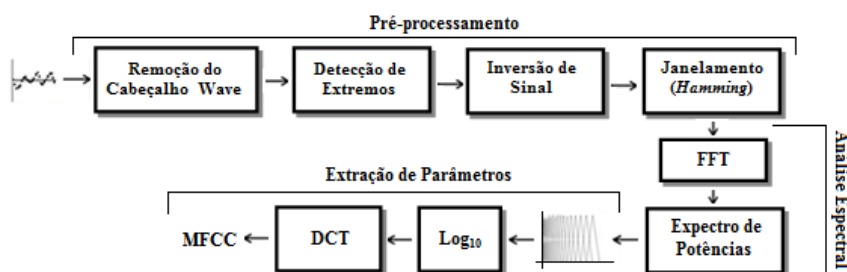 Pré-processamento
Remoção do
Cabeçalho Wave
Detecção de
Extremos
Inversão de
Sinal
Janelamento
(Hamming)
FFT
Analise Espectral
Expectro de
Potências
Extração de Parâmetros
Log₁₀
DCT
MFCC